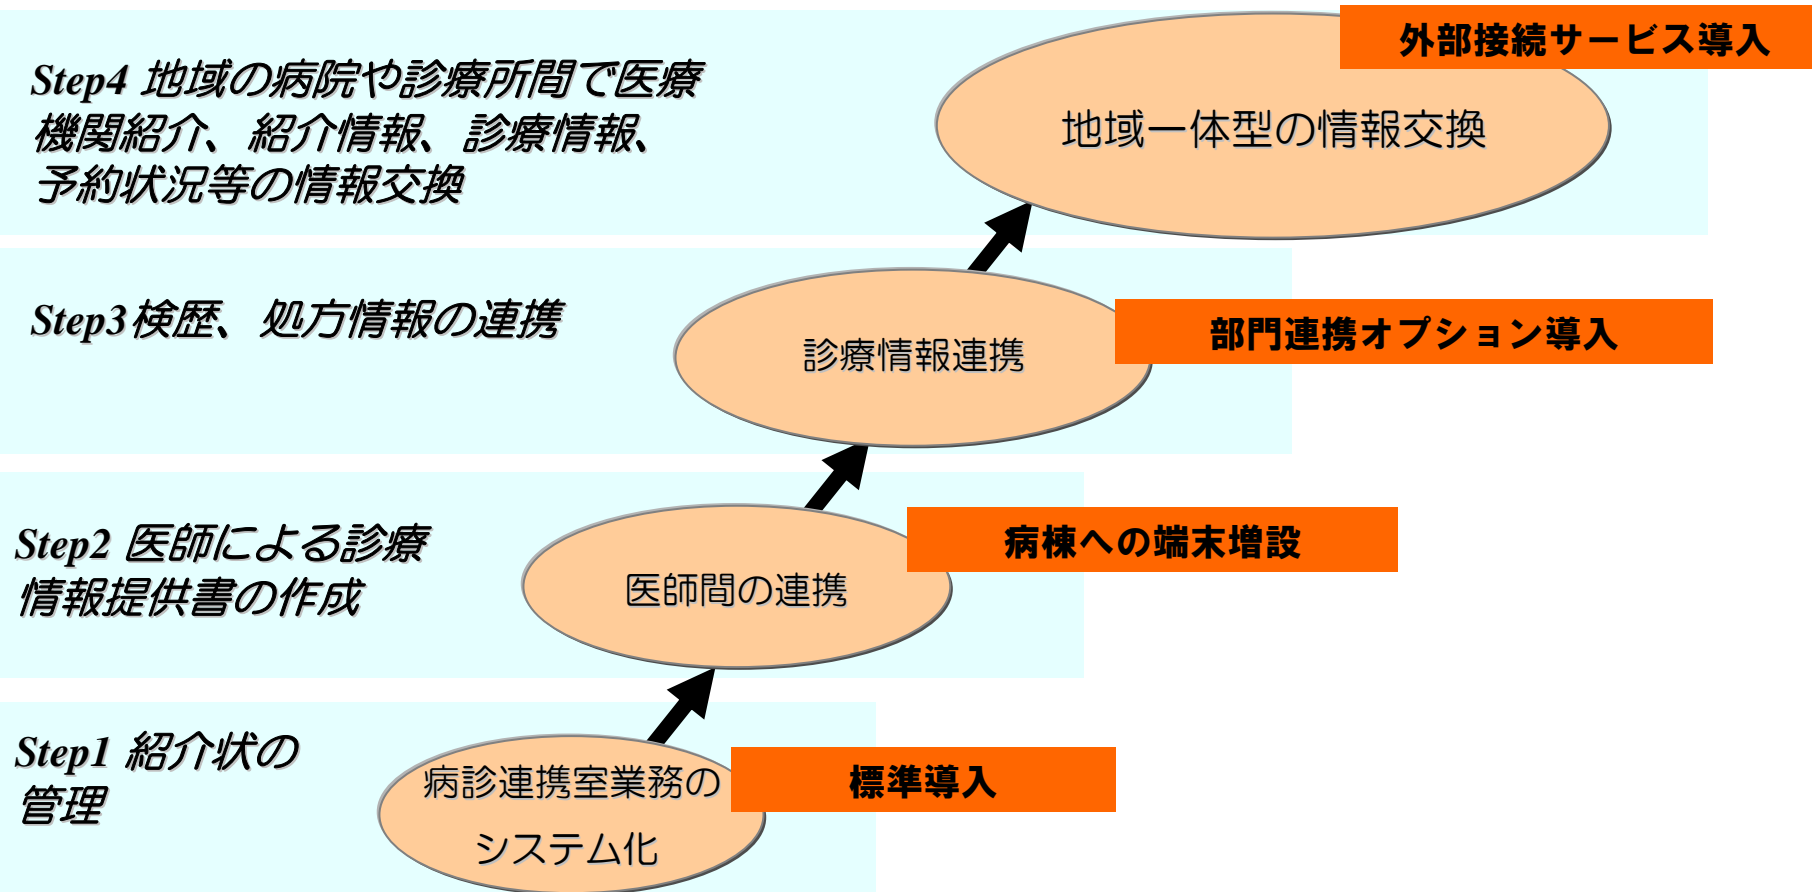 外部接続サービス導入
Step4 地域の病院や診療所間で医療
機関紹介、紹介情報、診療情報、
予約状況等の情報交換
地域一体型の情報交換
Step3検歴、処方情報の連携
診療情報連携
部門連携オプション導入
Step2 医師による診療
情報提供書の作成
医師間の連携
病棟への端末増設
Step1 紹介状の
管理
病診連携室業務の
システム化
標準導入